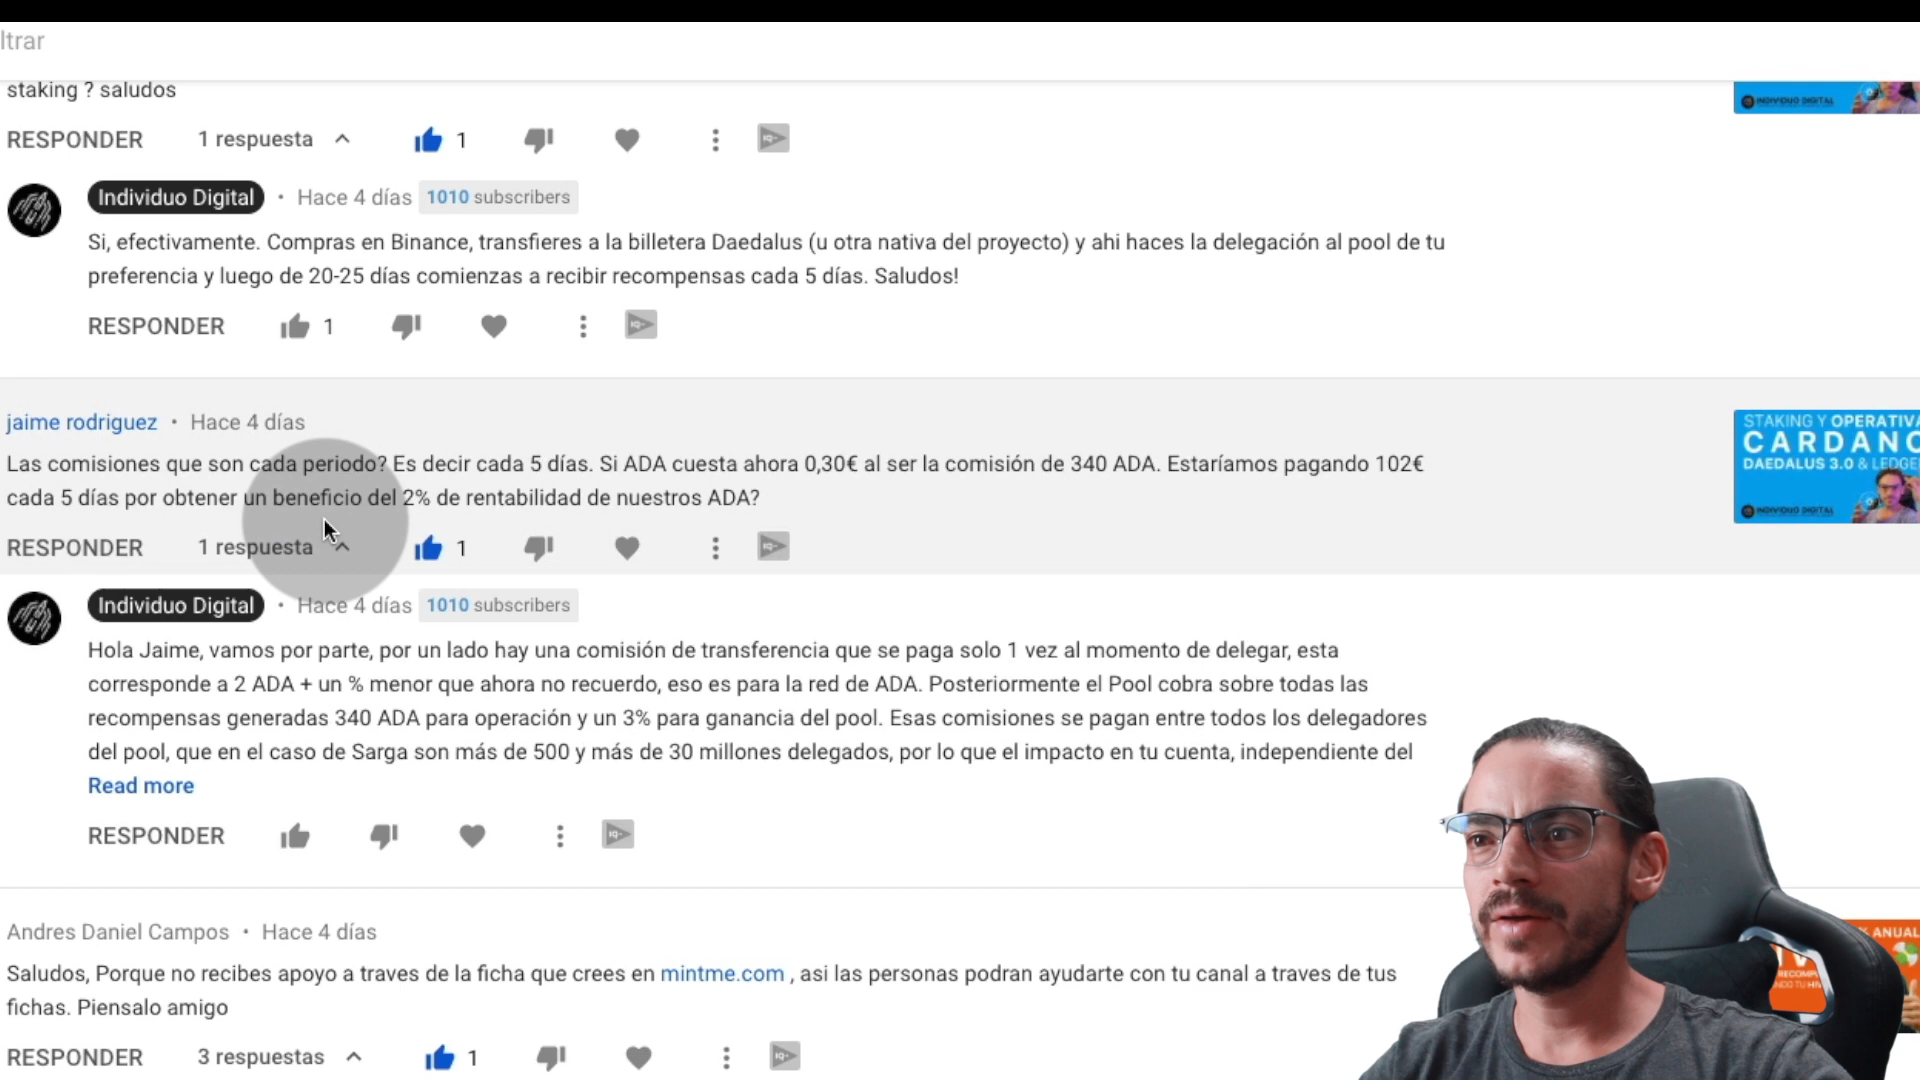 ltrar
staking ? saludos
INDIVIDUO DIGITAL
RESPONDER 1 respuesta 1
Individuo Digital • Hace 4 días 1010 subscribers
Si, efectivamente. Compras en Binance, transfieres a la billetera Daedalus (u otra nativa del proyecto) y ahi haces la delegación al pool de tu
preferencia y luego de 20-25 días comienzas a recibir recompensas cada 5 días. Saludos!
RESPONDER 1
jaime rodriguez • Hace 4 días
Las comisiones que son cada periodo? Es decir cada 5 días. Si ADA cuesta ahora 0,30€ al ser la comisión de 340 ADA. Estaríamos pagando 102€
cada 5 días por obtener un beneficio del 2% de rentabilidad de nuestros ADA?
STAKING Y OPERATIVA
CARDANO
DAEDALUS 3.0 & LEDGE
INDIVIDUO DIGITAL
RESPONDER 1 respuesta 1
Individuo Digital • Hace 4 días 1010 subscribers
Hola Jaime, vamos por parte, por un lado hay una comisión de transferencia que se paga solo 1 vez al momento de delegar, esta
corresponde a 2 ADA + un % menor que ahora no recuerdo, eso es para la red de ADA. Posteriormente el Pool cobra sobre todas las
recompensas generadas 340 ADA para operación y un 3% para ganancia del pool. Esas comisiones se pagan entre todos los delegadores
del pool, que en el caso de Sarga son más de 500 y más de 30 millones delegados, por lo que el impacto en tu cuenta, independiente del
Read more
RESPONDER
Andres Daniel Campos • Hace 4 días
Saludos, Porque no recibes apoyo a traves de la ficha que crees en mintme.com , asi las personas podran ayudarte con tu canal a traves de tus
fichas. Piensalo amigo
% ANUAL
RECOMP
NDO TU HN
RESPONDER 3 respuestas 1